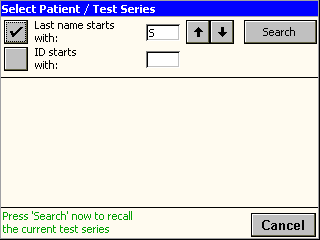 Select Patient / Test Series
Last name starts
with:
S
Search
ID starts
with:
Press 'Search' now to recall
the current test series
Cancel